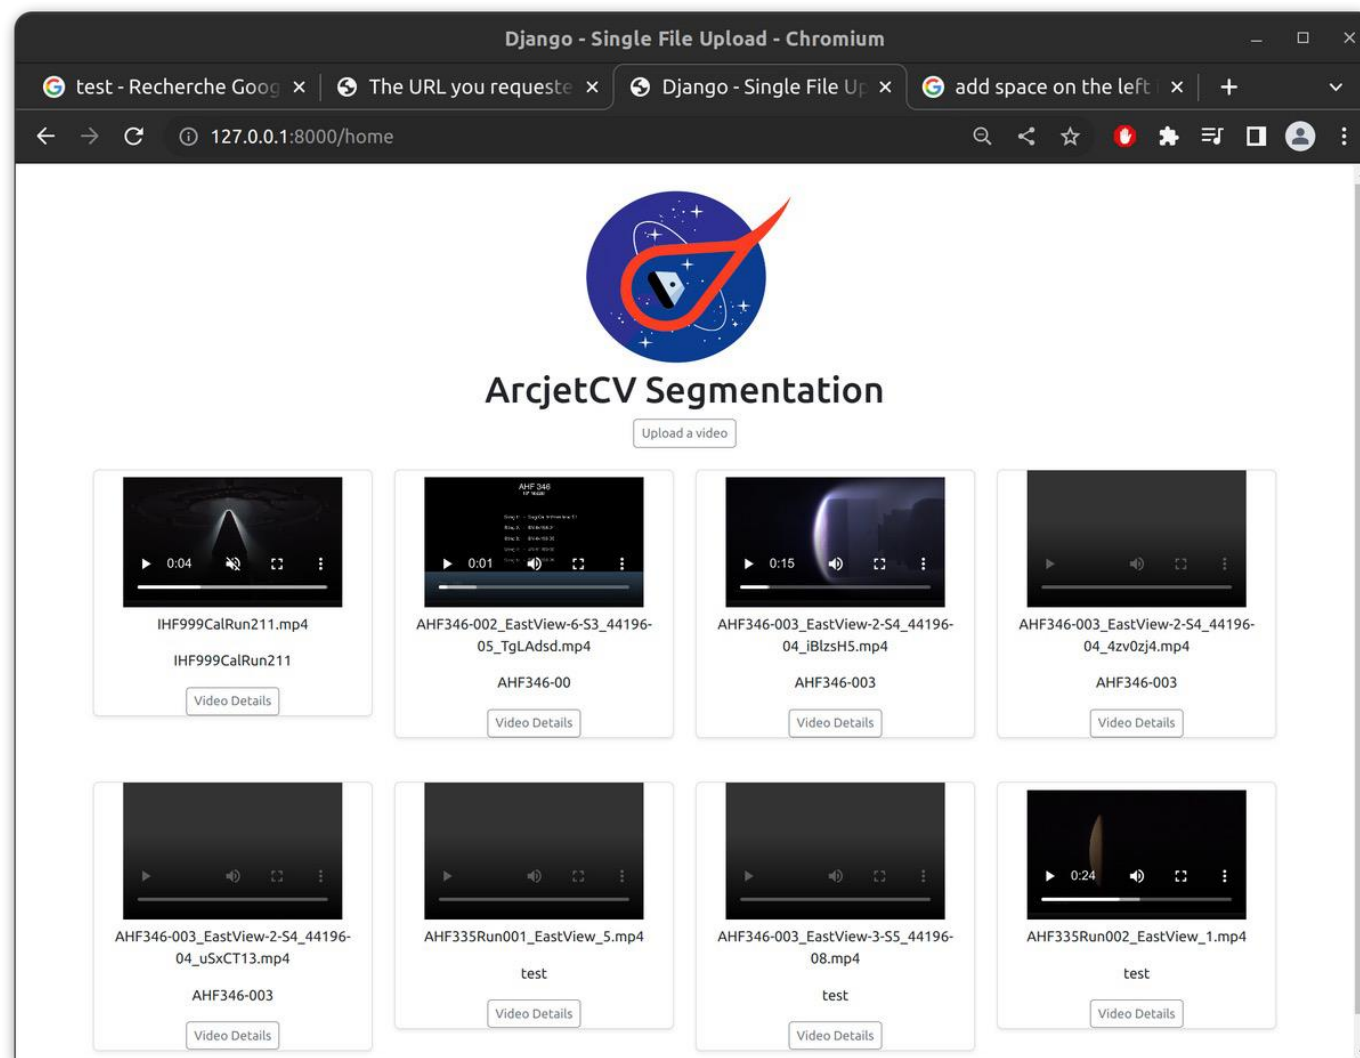 Django - Single File Upload - Chromium
test - Recherche Goog
The URL you requeste
Django - Single File Up
add space on the left
127.0.0.1:8000/home
ArcjetCV Segmentation
Upload a video
0:04
IHF999CalRun211.mp4
IHF999CalRun211
Video Details
AHF 346
0:01
AHF346-002_EastView-6-S3_44196-
05_TgLAdsd.mp4
AHF346-00
Video Details
0:15
AHF346-003_EastView-2-S4_44196-
04_iBlzsH5.mp4
AHF346-003
Video Details
AHF346-003_EastView-2-S4_44196-
04_4zv0zj4.mp4
AHF346-003
Video Details
AHF346-003_EastView-2-S4_44196-
04_uSxCT13.mp4
AHF346-003
Video Details
AHF335Run001_EastView_5.mp4
test
Video Details
AHF346-003_EastView-3-S5_44196-
08.mp4
test
Video Details
0:24
AHF335Run002_EastView_1.mp4
test
Video Details